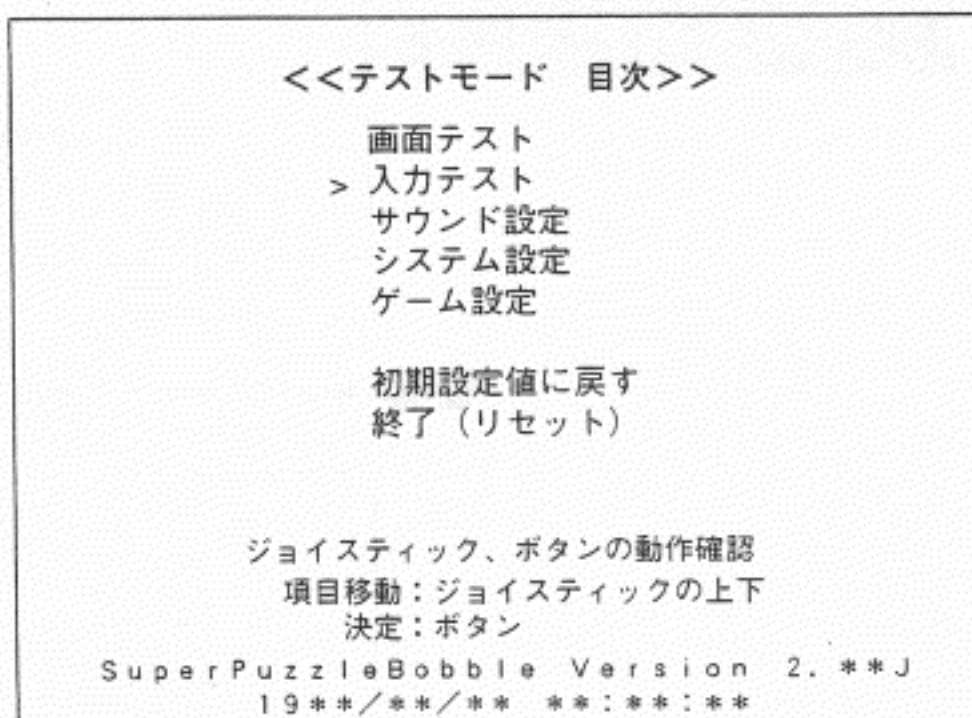 <<テストモード　目次>>
画面テスト
> 入力テスト
サウンド設定
システム設定
ゲーム設定
初期設定値に戻す
終了（リセット）
ジョイスティック、ボタンの動作確認
項目移動：ジョイスティックの上下
決定：ボタン
SuperPuzzleBobble Version 2.**J
19**/**/** **:**:**